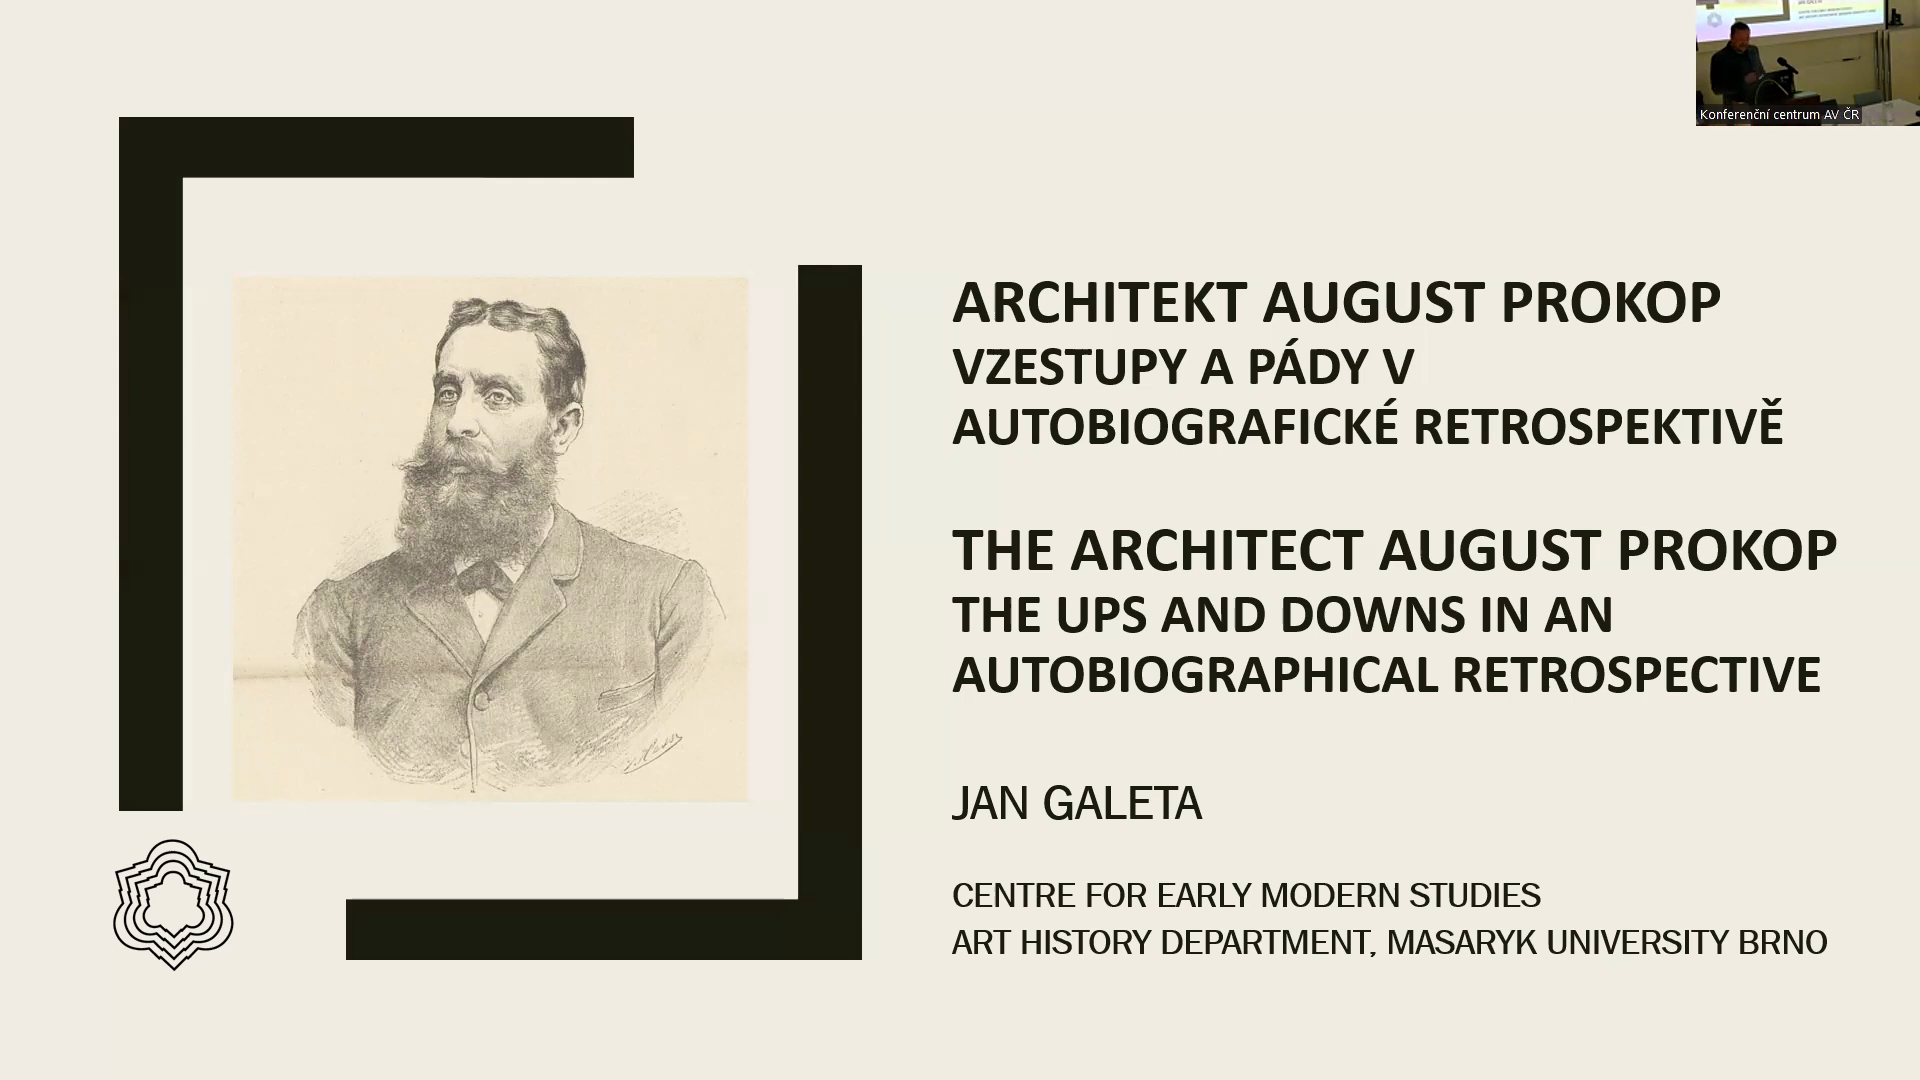 Konferenční centrum AV ČR
ARCHITEKT AUGUST PROKOP
VZESTUPY A PÁDY V
AUTOBIOGRAFICKÉ RETROSPEKTIVĚ
THE ARCHITECT AUGUST PROKOP
THE UPS AND DOWNS IN AN
AUTOBIOGRAPHICAL RETROSPECTIVE
JAN GALETA
CENTRE FOR EARLY MODERN STUDIES
ART HISTORY DEPARTMENT, MASARYK UNIVERSITY BRNO